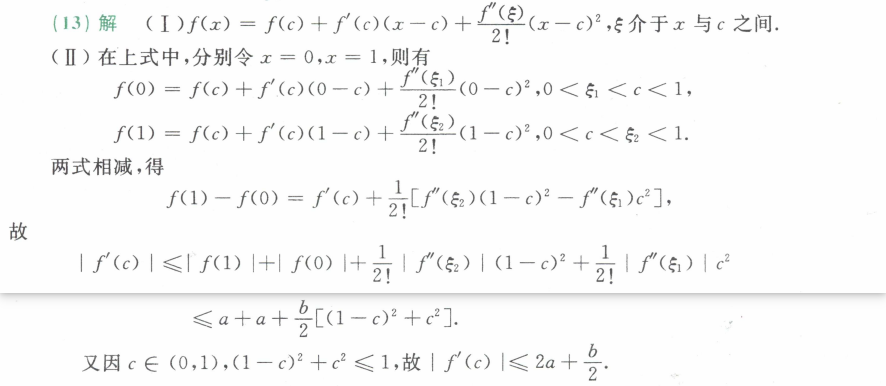 (13) 解 (Ⅰ) f(x) = f(c) + f′(c)(x − c) + f″(ξ)/2! (x − c)², ξ 介于 x 与 c 之间.
(Ⅱ) 在上式中,分别令 x = 0, x = 1,则有
f(0) = f(c) + f′(c)(0 − c) + f″(ξ₁)/2! (0 − c)², 0 < ξ₁ < c < 1,
f(1) = f(c) + f′(c)(1 − c) + f″(ξ₂)/2! (1 − c)², 0 < c < ξ₂ < 1.
两式相减,得
f(1) − f(0) = f′(c) + 1/2! [f″(ξ₂)(1 − c)² − f″(ξ₁)c²],
故
| f′(c) | ≤ | f(1) | + | f(0) | + 1/2! | f″(ξ₂) | (1 − c)² + 1/2! | f″(ξ₁) | c²
≤ a + a + b/2 [(1 − c)² + c²].
又因 c ∈ (0,1), (1 − c)² + c² ≤ 1,故 | f′(c) | ≤ 2a + b/2.